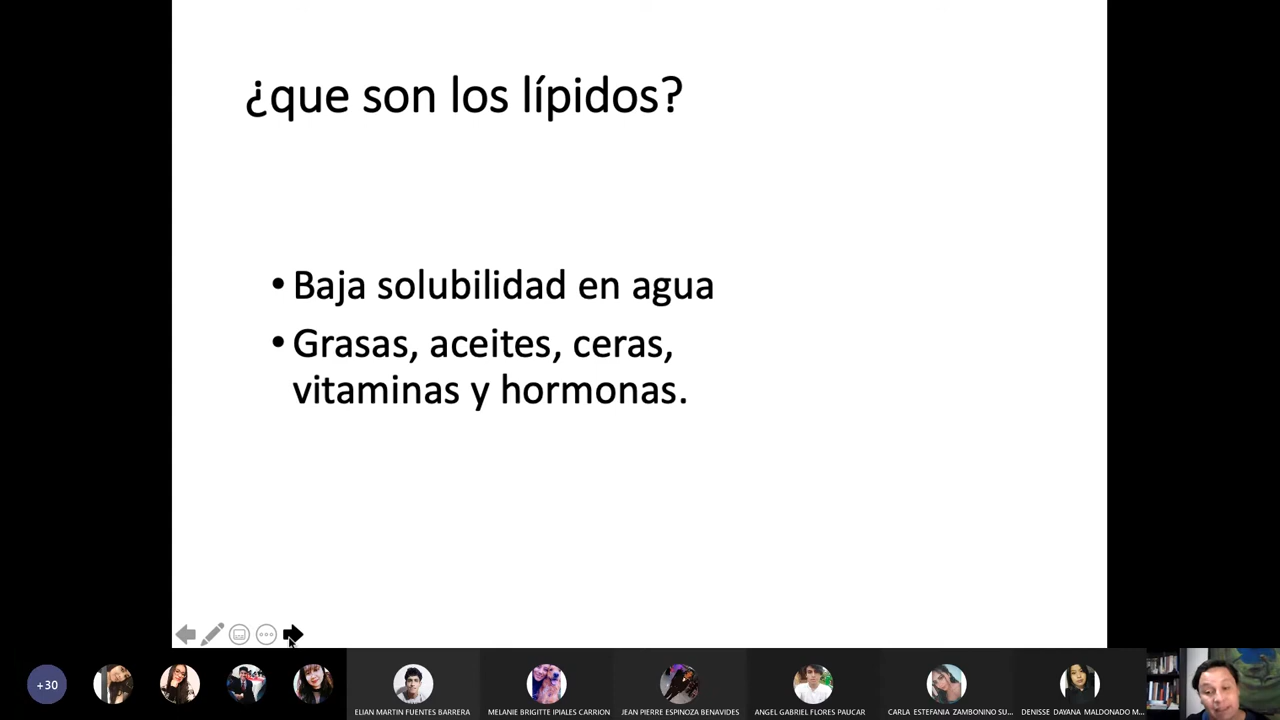 ¿que son los lípidos?
• Baja solubilidad en agua
• Grasas, aceites, ceras,
vitaminas y hormonas.
+30
ELIAN MARTIN FUENTES BARRERA
MELANIE BRIGITTE IPIALES CARRION
JEAN PIERRE ESPINOZA BENAVIDES
ANGEL GABRIEL FLORES PAUCAR
CARLA ESTEFANIA ZAMBONINO SU...
DENISSE DAYANA MALDONADO M...